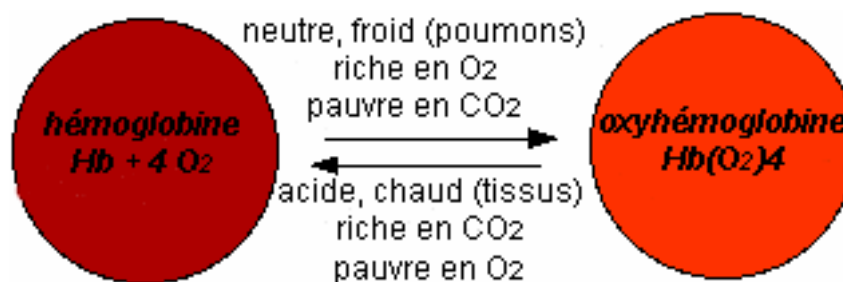 neutre, froid (poumons)
riche en O2
pauvre en CO2
hémoglobine
Hb + 4 O2
oxyhémoglobine
Hb(O2)4
acide, chaud (tissus)
riche en CO2
pauvre en O2